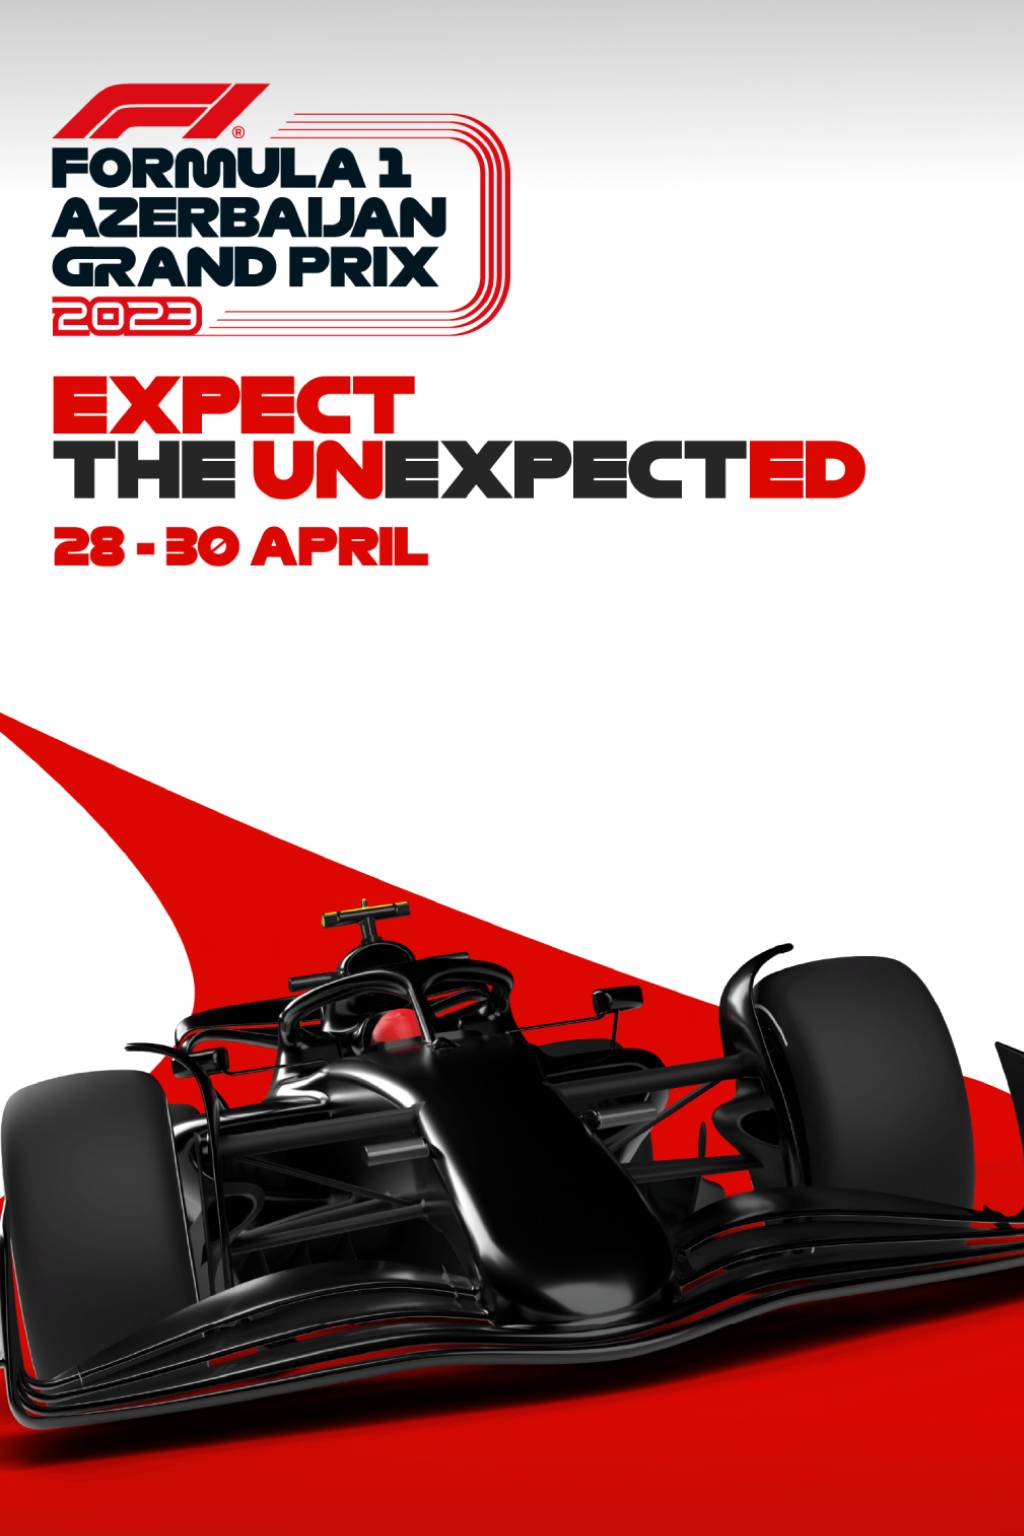 F1®
FORMULA 1
AZERBAIJAN
GRAND PRIX
2023
EXPECT
THE UNEXPECTED
28 - 30 APRIL